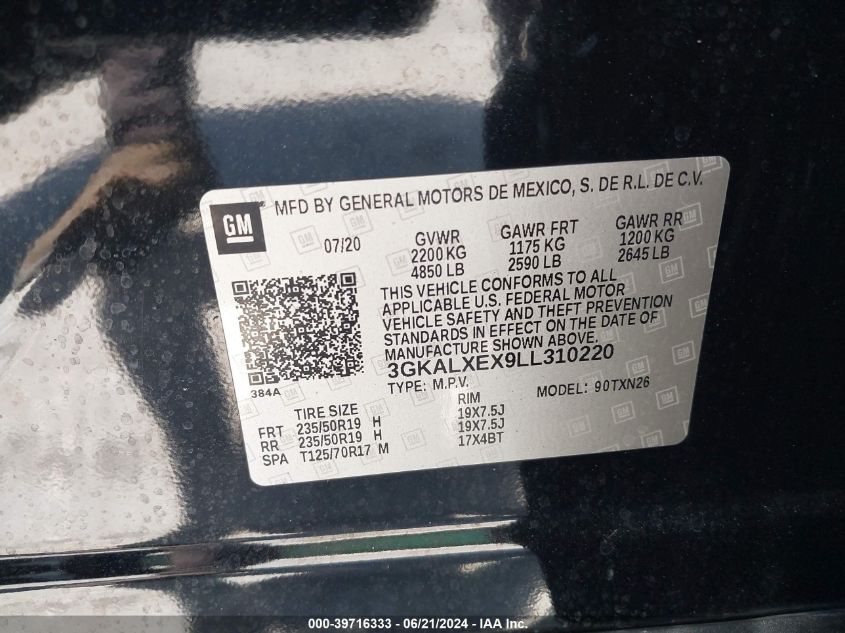 GM
MFD BY GENERAL MOTORS DE MEXICO, S. DE R.L. DE C.V.
07/20 GVWR GAWR FRT GAWR RR
2200 KG 1175 KG 1200 KG
4850 LB 2590 LB 2645 LB
THIS VEHICLE CONFORMS TO ALL
APPLICABLE U.S. FEDERAL MOTOR
VEHICLE SAFETY AND THEFT PREVENTION
STANDARDS IN EFFECT ON THE DATE OF
MANUFACTURE SHOWN ABOVE.
3GKALXEX9LL310220
384A TYPE: M.P.V. MODEL: 90TXN26
TIRE SIZE RIM
FRT 235/50R19 H 19X7.5J
RR 235/50R19 H 19X7.5J
SPA T125/70R17 M 17X4BT
000-39716333 - 06/21/2024 - IAA Inc.